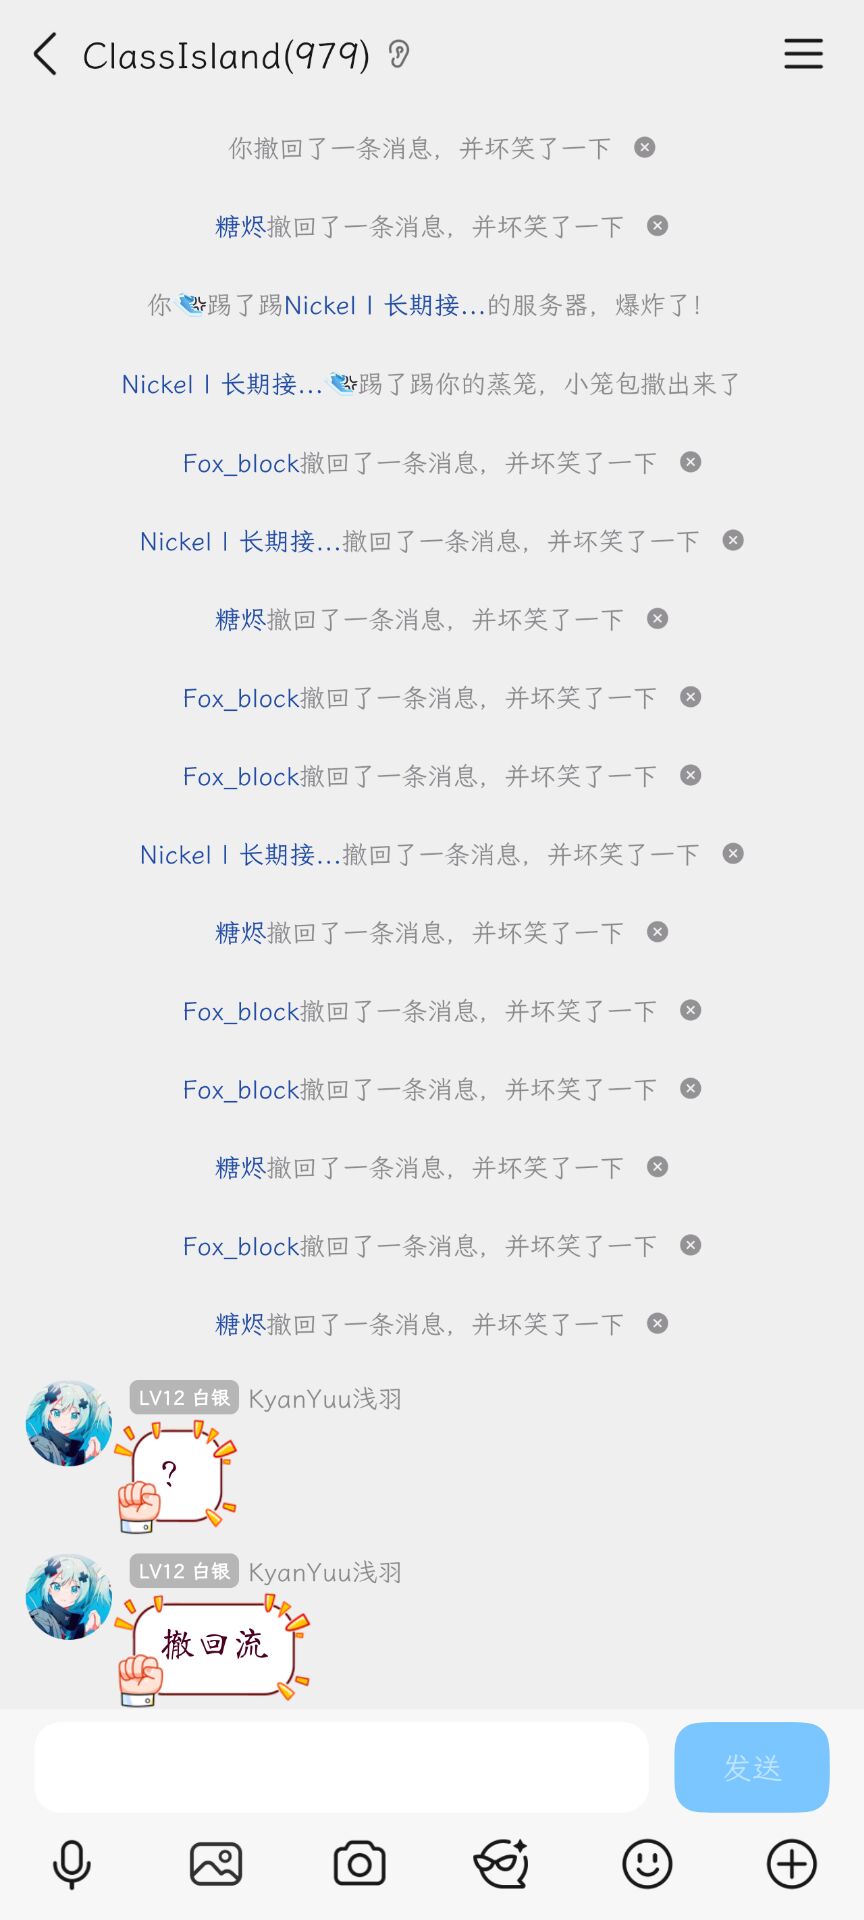 ClassIsland(979)
你撤回了一条消息，并坏笑了一下
糖烬撤回了一条消息，并坏笑了一下
你踢了踢Nickel | 长期接...的服务器，爆炸了！
Nickel | 长期接...踢了踢你的蒸笼，小笼包撒出来了
Fox_block撤回了一条消息，并坏笑了一下
Nickel | 长期接...撤回了一条消息，并坏笑了一下
糖烬撤回了一条消息，并坏笑了一下
Fox_block撤回了一条消息，并坏笑了一下
Fox_block撤回了一条消息，并坏笑了一下
Nickel | 长期接...撤回了一条消息，并坏笑了一下
糖烬撤回了一条消息，并坏笑了一下
Fox_block撤回了一条消息，并坏笑了一下
Fox_block撤回了一条消息，并坏笑了一下
糖烬撤回了一条消息，并坏笑了一下
Fox_block撤回了一条消息，并坏笑了一下
糖烬撤回了一条消息，并坏笑了一下
LV12 白银 KyanYuu浅羽
?
LV12 白银 KyanYuu浅羽
撤回流
发送